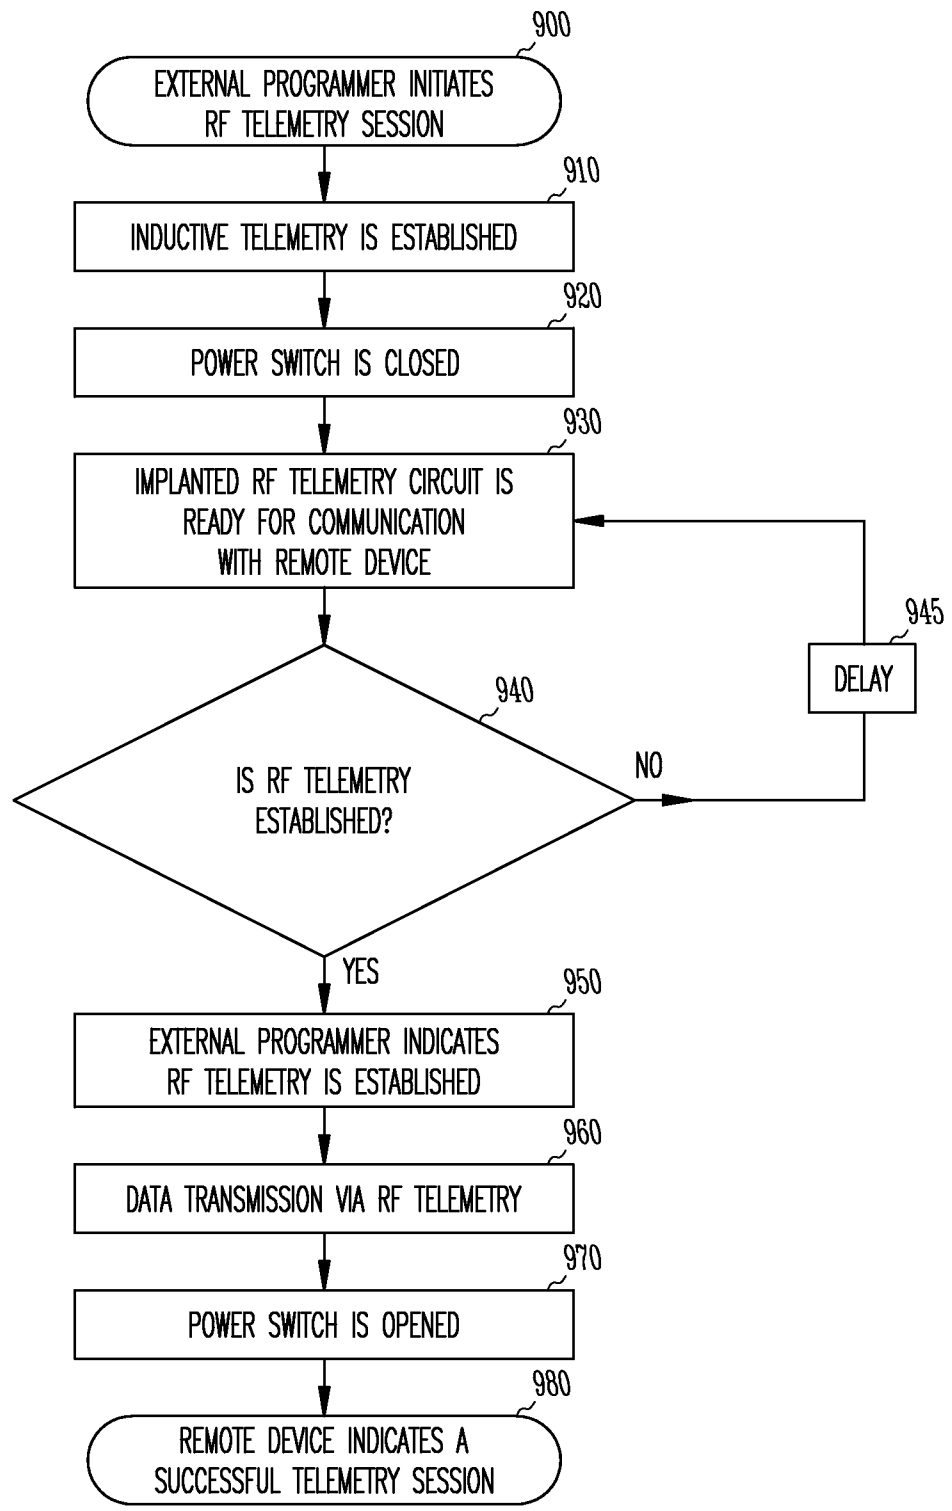 900
EXTERNAL PROGRAMMER INITIATES
RF TELEMETRY SESSION
910
INDUCTIVE TELEMETRY IS ESTABLISHED
920
POWER SWITCH IS CLOSED
930
IMPLANTED RF TELEMETRY CIRCUIT IS
READY FOR COMMUNICATION
WITH REMOTE DEVICE
945
DELAY
940
IS RF TELEMETRY
ESTABLISHED?
NO
YES
950
EXTERNAL PROGRAMMER INDICATES
RF TELEMETRY IS ESTABLISHED
960
DATA TRANSMISSION VIA RF TELEMETRY
970
POWER SWITCH IS OPENED
980
REMOTE DEVICE INDICATES A
SUCCESSFUL TELEMETRY SESSION